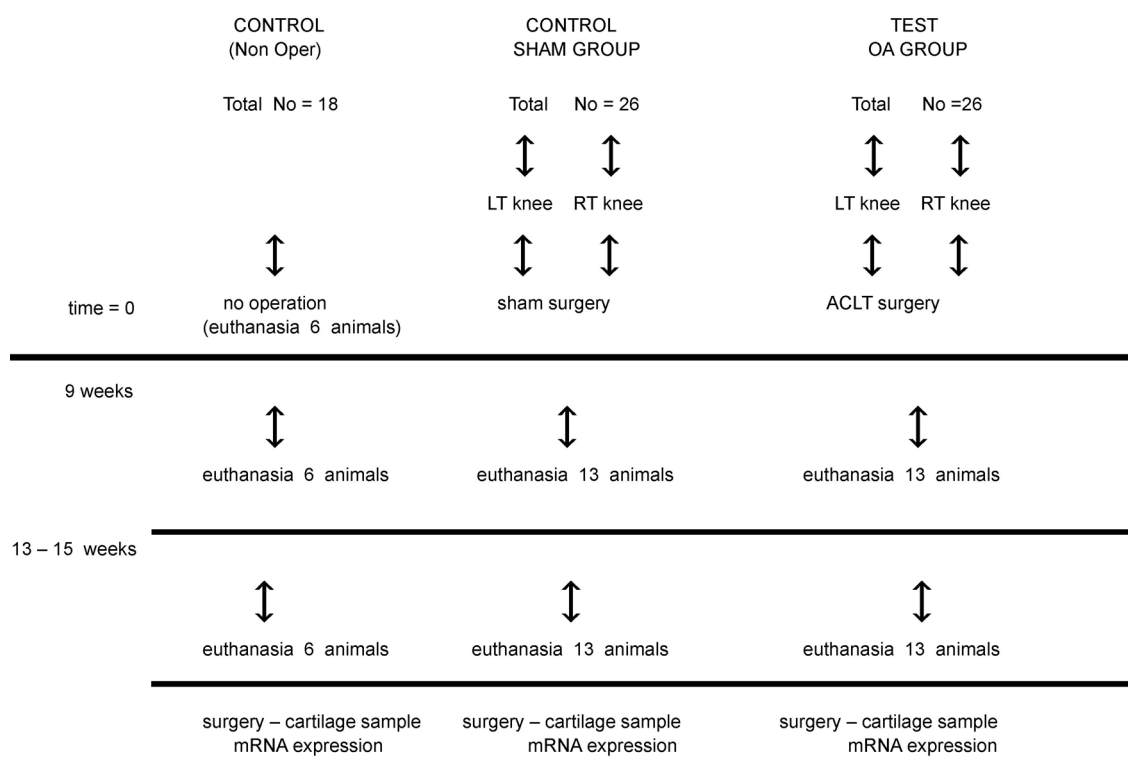 CONTROL
(Non Oper)
CONTROL
SHAM GROUP
TEST
OA GROUP
Total No = 18
Total No = 26
Total No =26
LT knee RT knee
LT knee RT knee
time = 0
no operation
(euthanasia 6 animals)
sham surgery
ACLT surgery
9 weeks
euthanasia 6 animals
euthanasia 13 animals
euthanasia 13 animals
13 – 15 weeks
euthanasia 6 animals
euthanasia 13 animals
euthanasia 13 animals
surgery – cartilage sample
mRNA expression
surgery – cartilage sample
mRNA expression
surgery – cartilage sample
mRNA expression